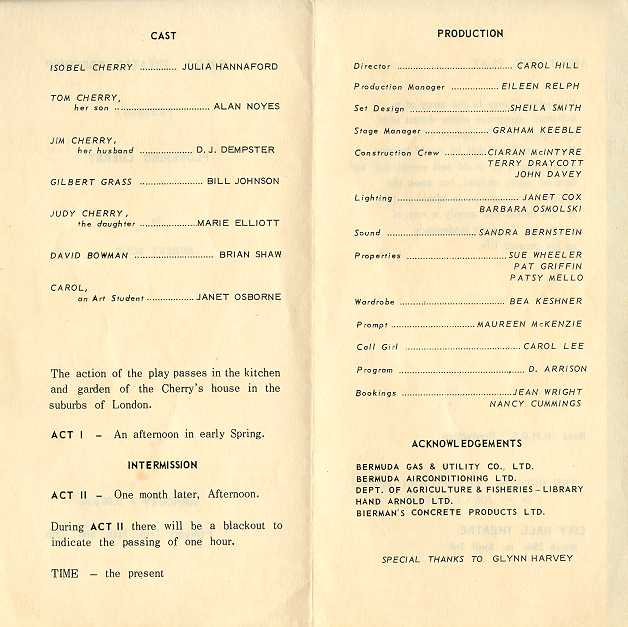 CAST
ISOBEL CHERRY ............. JULIA HANNAFORD
TOM CHERRY,
her son .................................. ALAN NOYES
JIM CHERRY,
her husband ................... D. J. DEMPSTER
GILBERT GRASS ....................... BILL JOHNSON
JUDY CHERRY,
the daughter .....................MARIE ELLIOTT
DAVID BOWMAN ............................ BRIAN SHAW
CAROL,
an Art Student ................. JANET OSBORNE
The action of the play passes in the kitchen
and garden of the Cherry's house in the
suburbs of London.
ACT I – An afternoon in early Spring.
INTERMISSION
ACT II – One month later, Afternoon.
During ACT II there will be a blackout to
indicate the passing of one hour.
TIME – the present
PRODUCTION
Director ......................................... CAROL HILL
Production Manager ................. EILEEN RELPH
Set Design ....................................SHEILA SMITH
Stage Manager ....................... GRAHAM KEEBLE
Construction Crew ...............CIARAN McINTYRE
TERRY DRAYCOTT
JOHN DAVEY
Lighting ............................................ JANET COX
BARBARA OSMOLSKI
Sound ................................ SANDRA BERNSTEIN
Properties ....................................SUE WHEELER
PAT GRIFFIN
PATSY MELLO
Wardrobe ..................................... BEA KESHNER
Prompt ..............................MAUREEN McKENZIE
Call Girl ......................................... CAROL LEE
Program ............................................. D. ARRISON
Bookings .......................................JEAN WRIGHT
NANCY CUMMINGS
ACKNOWLEDGEMENTS
BERMUDA GAS & UTILITY CO., LTD.
BERMUDA AIRCONDITIONING LTD.
DEPT. OF AGRICULTURE & FISHERIES – LIBRARY
HAND ARNOLD LTD.
BIERMAN'S CONCRETE PRODUCTS LTD.
SPECIAL THANKS TO GLYNN HARVEY